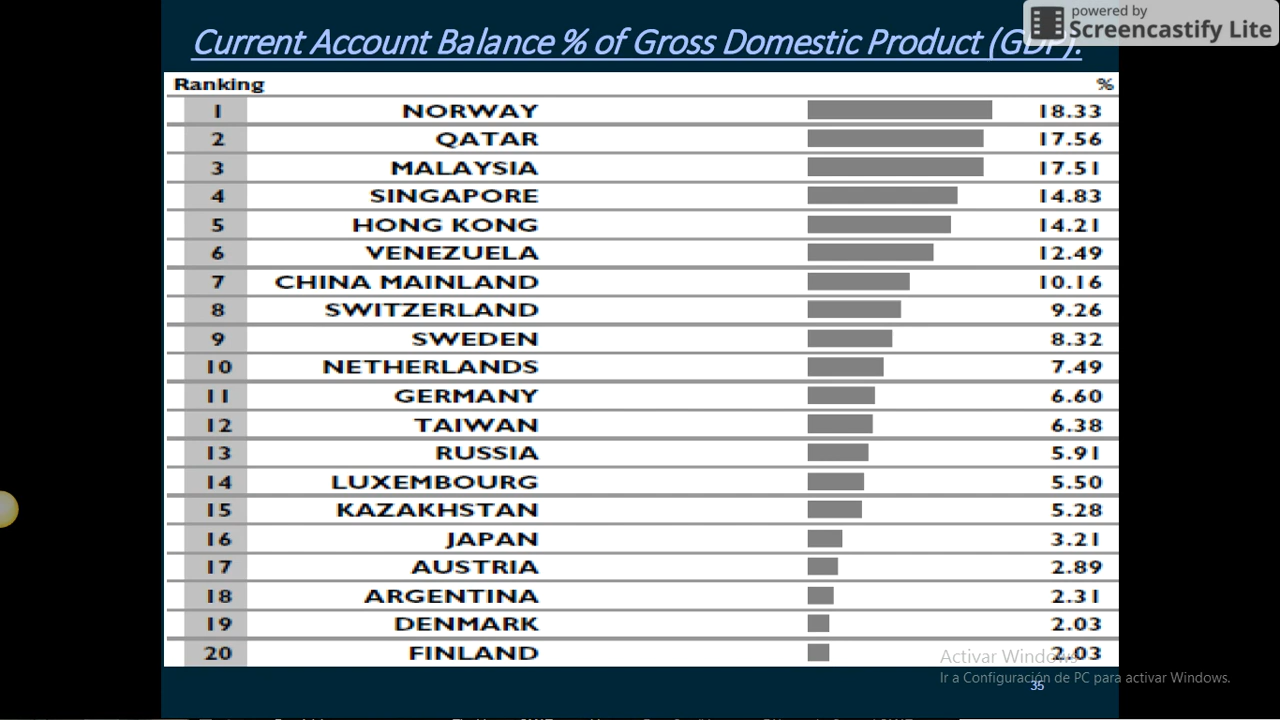 powered by
Screencastify Lite
Current Account Balance % of Gross Domestic Product (GDP).
Ranking %
1 NORWAY 18.33
2 QATAR 17.56
3 MALAYSIA 17.51
4 SINGAPORE 14.83
5 HONG KONG 14.21
6 VENEZUELA 12.49
7 CHINA MAINLAND 10.16
8 SWITZERLAND 9.26
9 SWEDEN 8.32
10 NETHERLANDS 7.49
11 GERMANY 6.60
12 TAIWAN 6.38
13 RUSSIA 5.91
14 LUXEMBOURG 5.50
15 KAZAKHSTAN 5.28
16 JAPAN 3.21
17 AUSTRIA 2.89
18 ARGENTINA 2.31
19 DENMARK 2.03
20 FINLAND 2.03
Activar Windows
Ir a Configuración de PC para activar Windows.
35